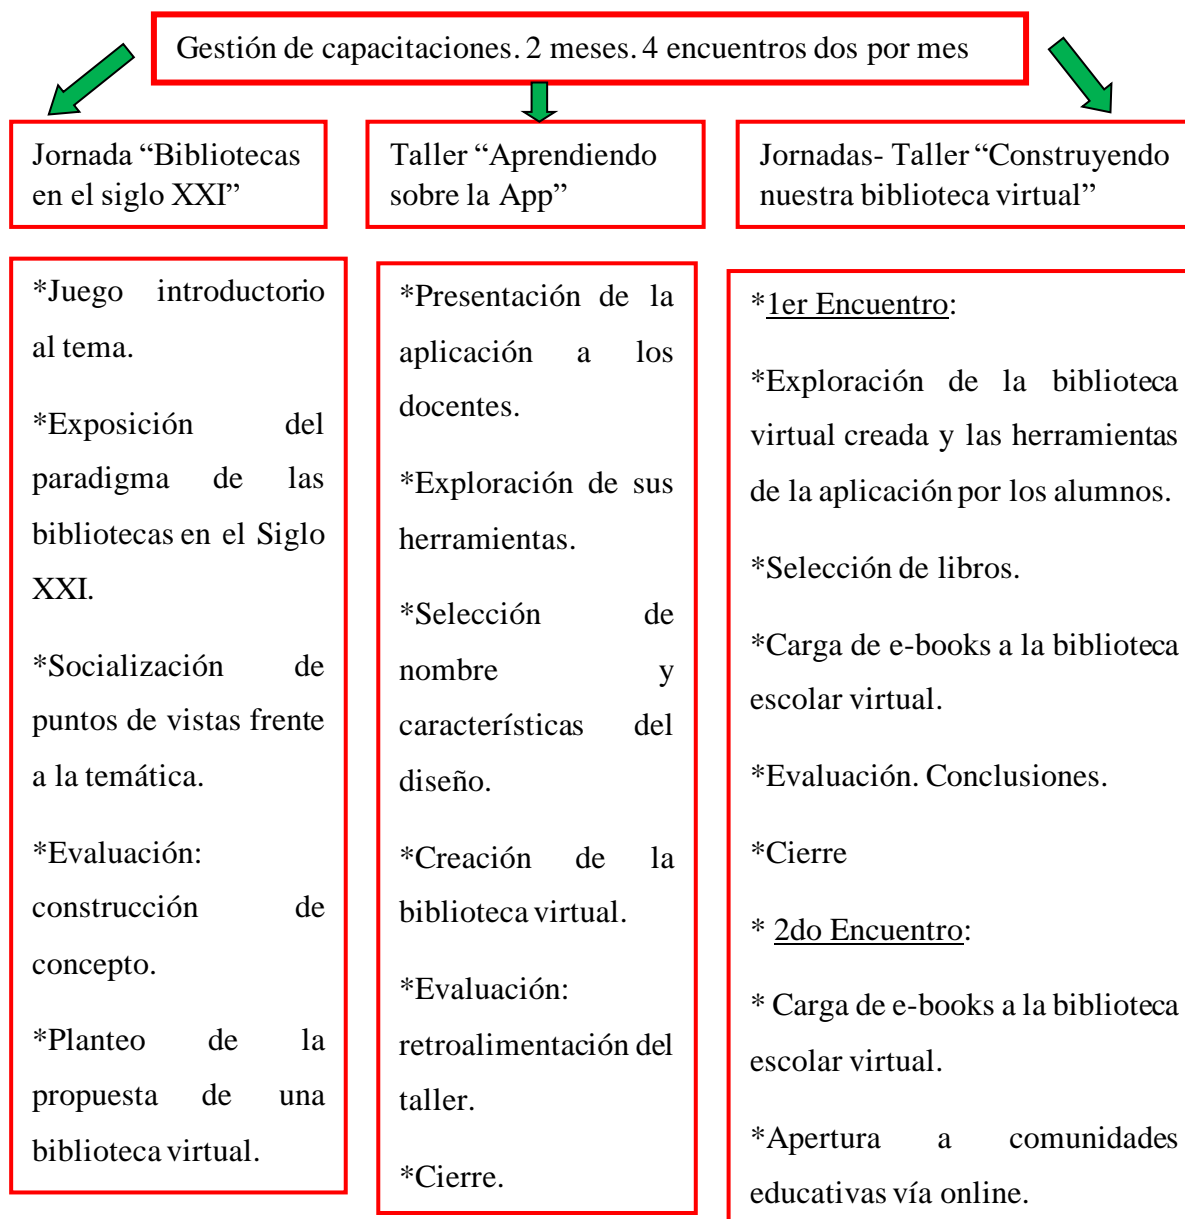 Gestión de capacitaciones. 2 meses. 4 encuentros dos por mes
Jornada “Bibliotecas
en el siglo XXI”
Taller “Aprendiendo
sobre la App”
Jornadas- Taller “Construyendo
nuestra biblioteca virtual”
*Juego introductorio
al tema.
*Exposición del
paradigma de las
bibliotecas en el Siglo
XXI.
*Socialización de
puntos de vistas frente
a la temática.
*Evaluación:
construcción de
concepto.
*Planteo de la
propuesta de una
biblioteca virtual.
*Presentación de la
aplicación a los
docentes.
*Exploración de sus
herramientas.
*Selección de
nombre y
características del
diseño.
*Creación de la
biblioteca virtual.
*Evaluación:
retroalimentación del
taller.
*Cierre.
*1er Encuentro:
*Exploración de la biblioteca
virtual creada y las herramientas
de la aplicación por los alumnos.
*Selección de libros.
*Carga de e-books a la biblioteca
escolar virtual.
*Evaluación. Conclusiones.
*Cierre
* 2do Encuentro:
* Carga de e-books a la biblioteca
escolar virtual.
*Apertura a comunidades
educativas vía online.